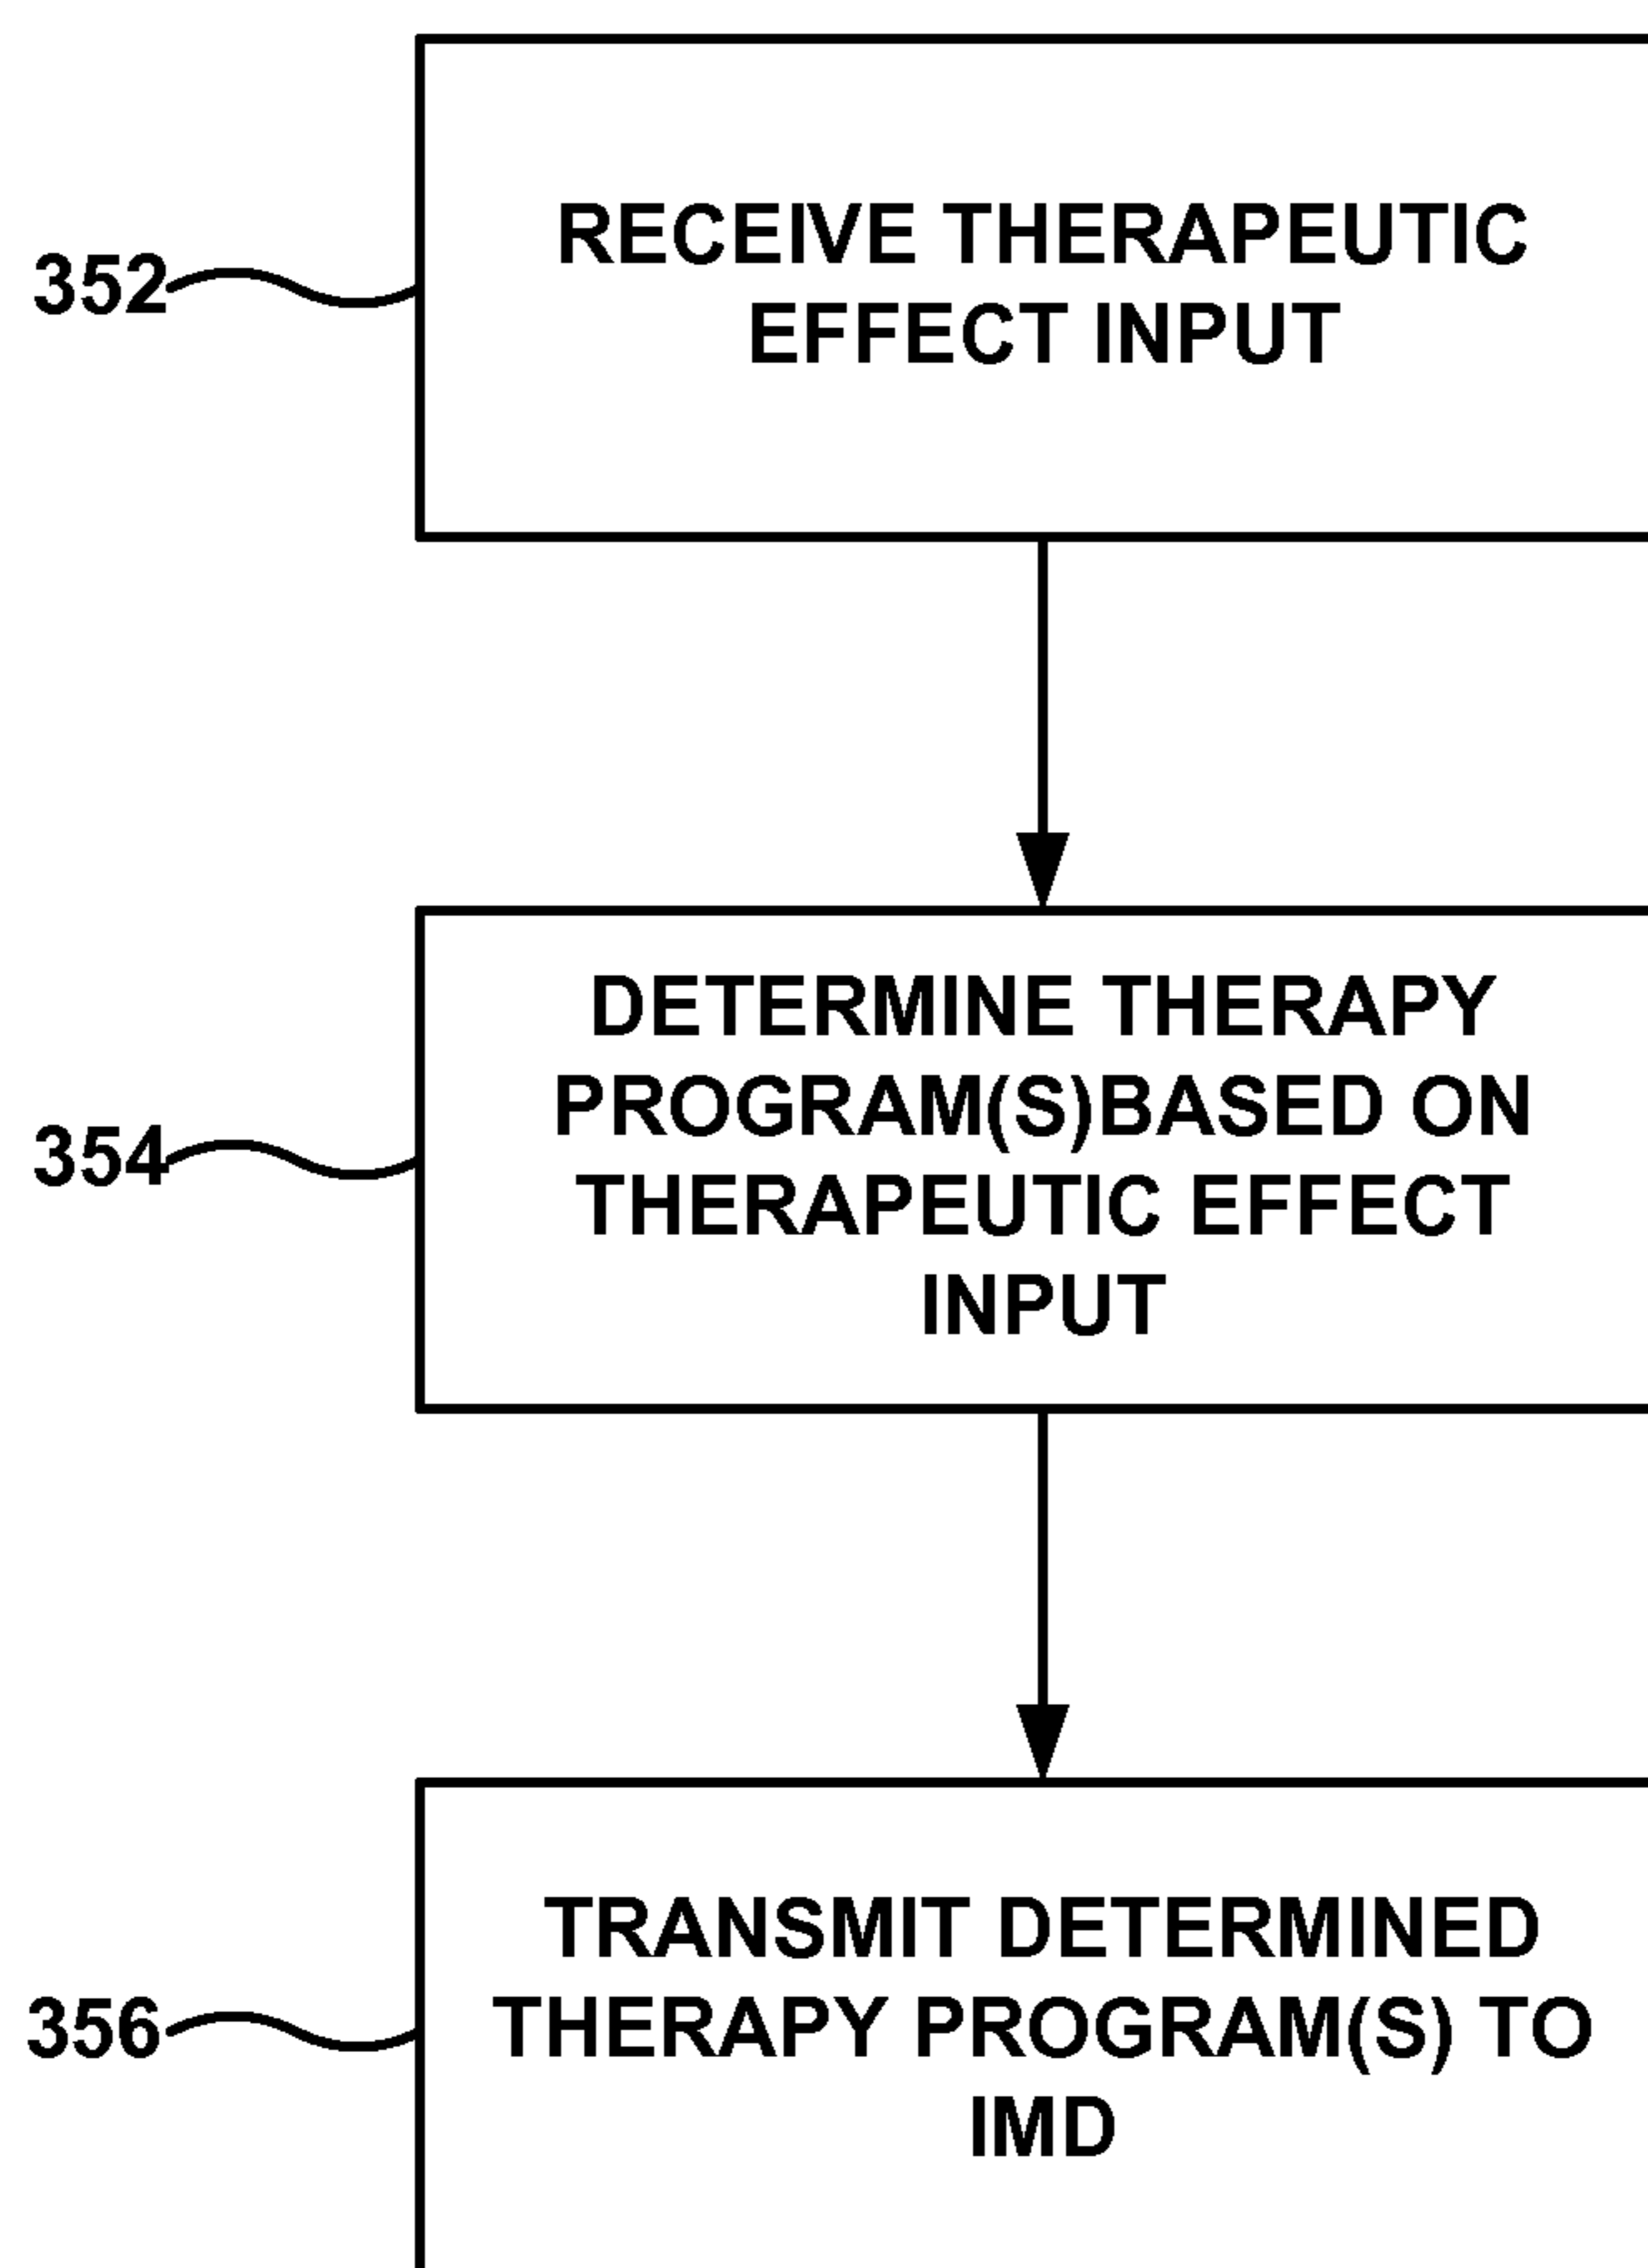 352
RECEIVE THERAPEUTIC
EFFECT INPUT
354
DETERMINE THERAPY
PROGRAM(S)BASED ON
THERAPEUTIC EFFECT
INPUT
356
TRANSMIT DETERMINED
THERAPY PROGRAM(S) TO
IMD